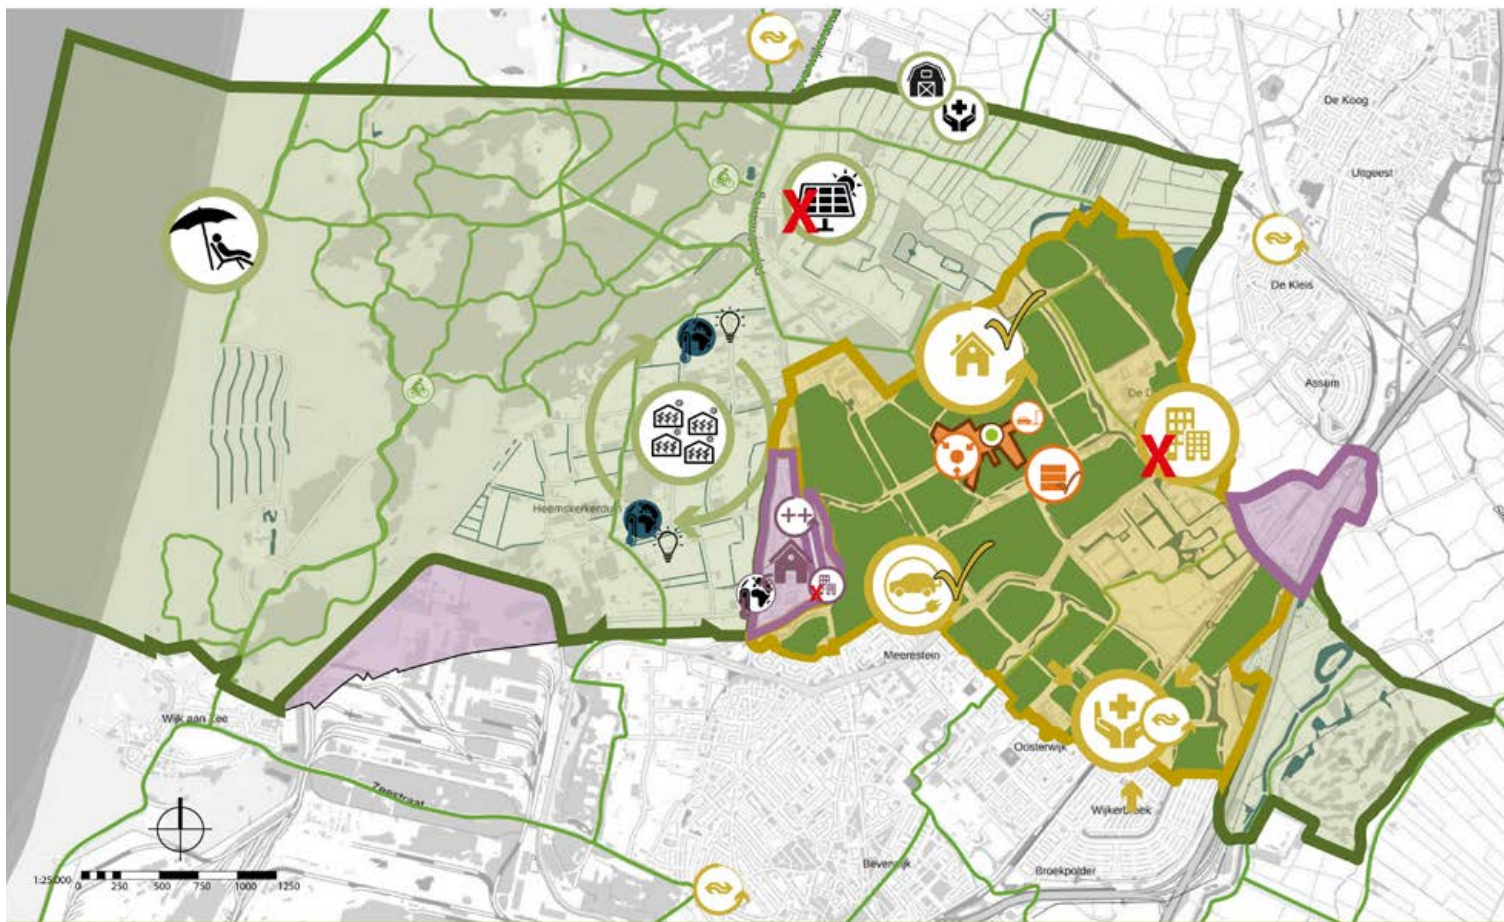 De Koog
Uitgeest
De Kleis
Assum
Heemskerkerduin
++
X
X
X
Meerestein
Wijk aan Zee
Oosterwijk
Zeestraat
Wijkerbroek
Beverwijk
Broekpolder
1:25.000
0 250 500 750 1000 1250